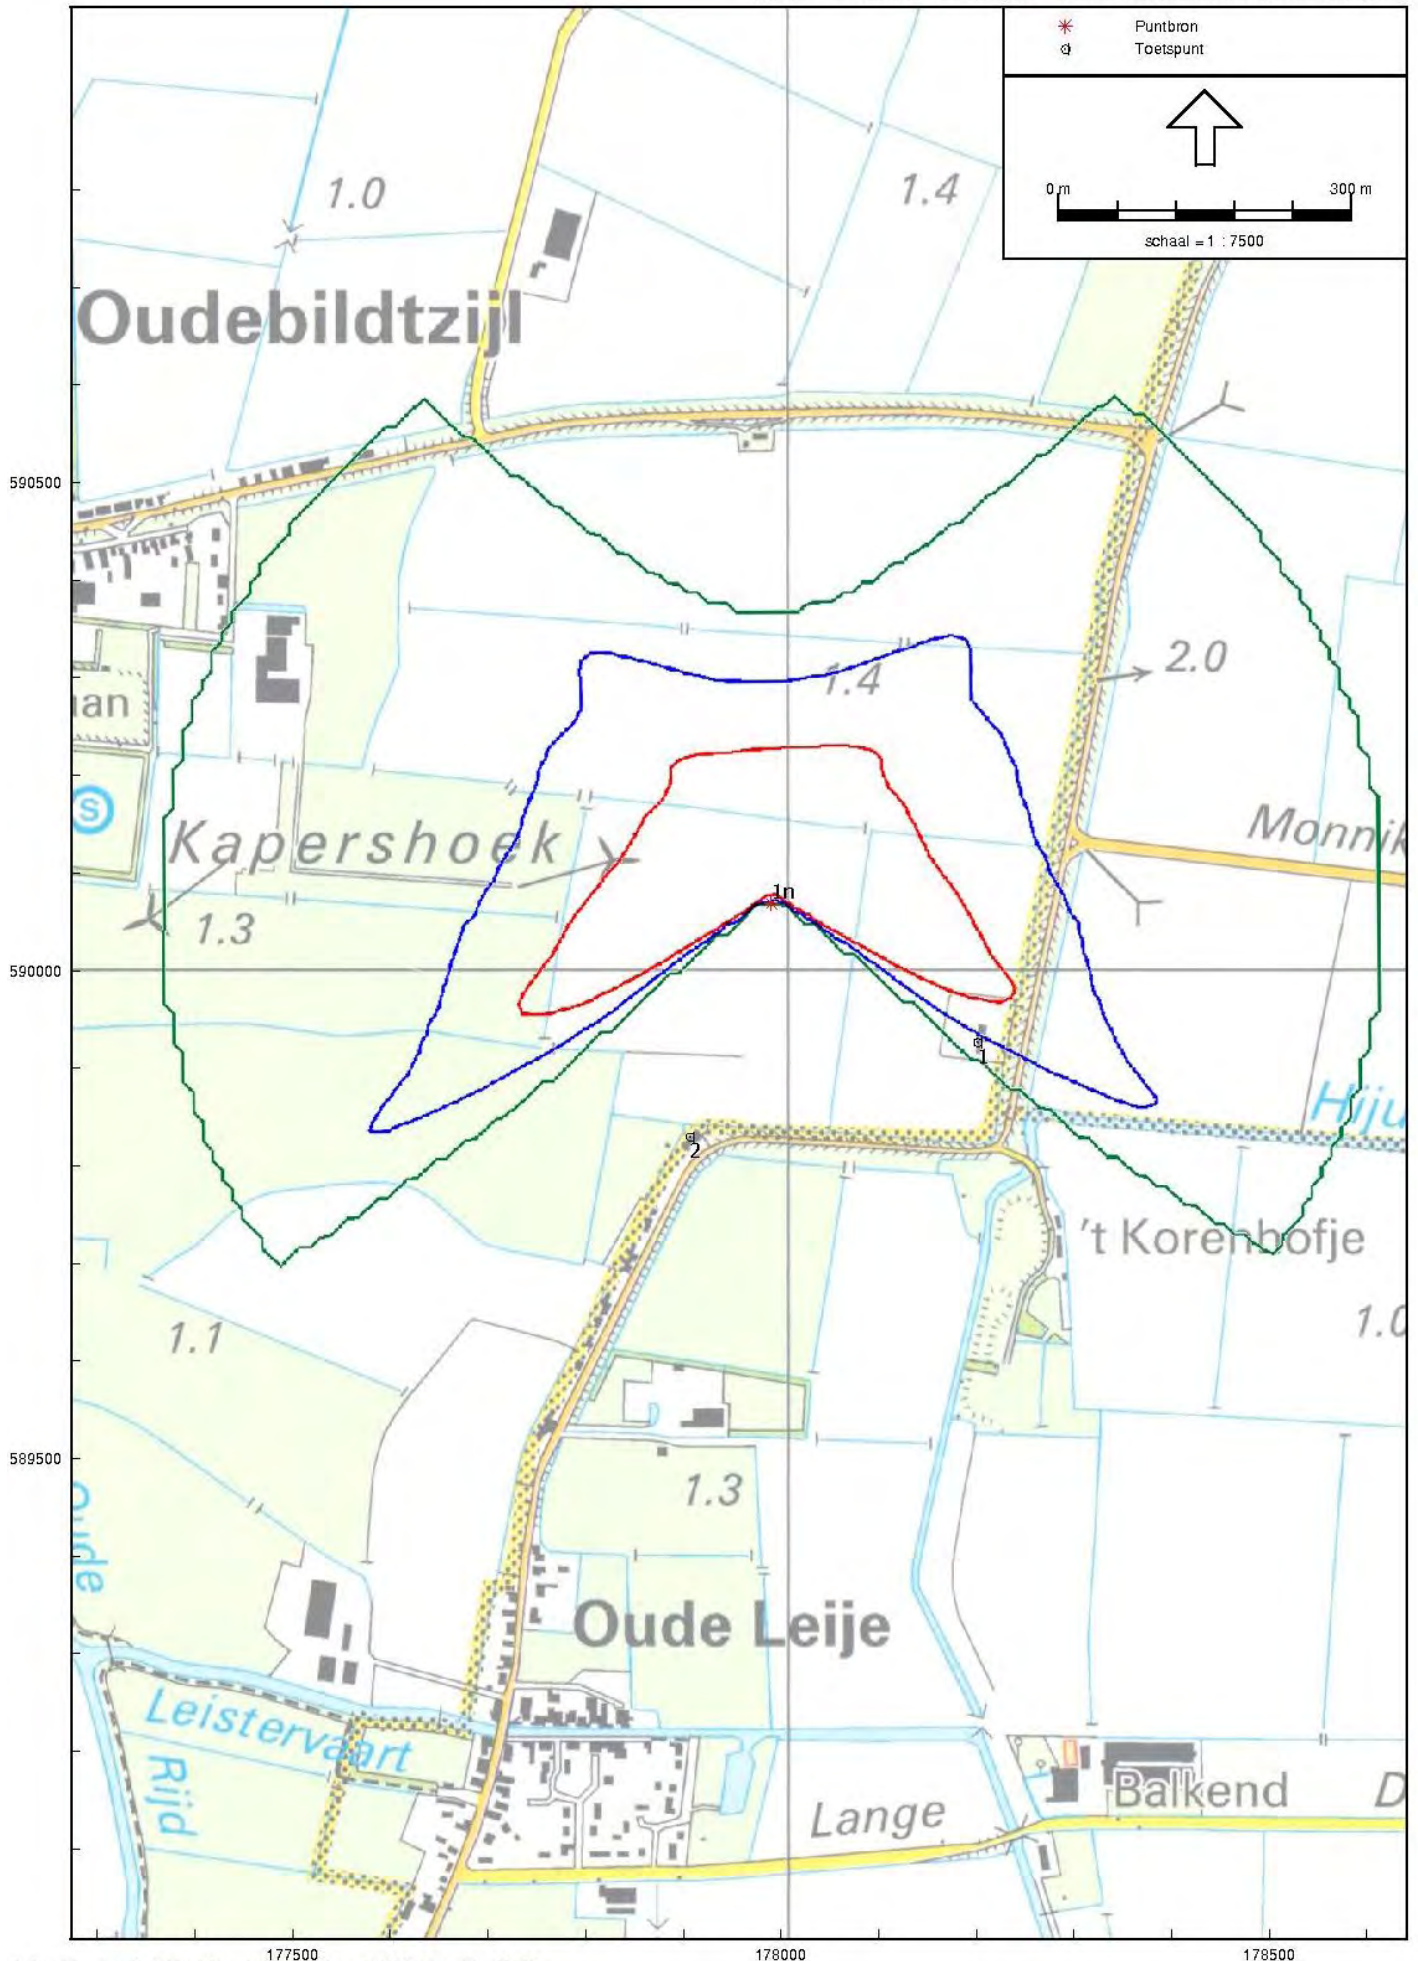 Puntbron
Toetspunt
0 m
300 m
schaal = 1 : 7500
1.0
1.4
Oudebildtzijl
590500
2.0
1.4
ıan
S
Kapershoek
Monnik
1n
1.3
590000
1
Hiju
2
't Korenhofje
1.1
1.0
589500
1.3
Oude
Oude Leije
Leistervaart
Rijd
Balkend
D
Lange
177500
178000
178500